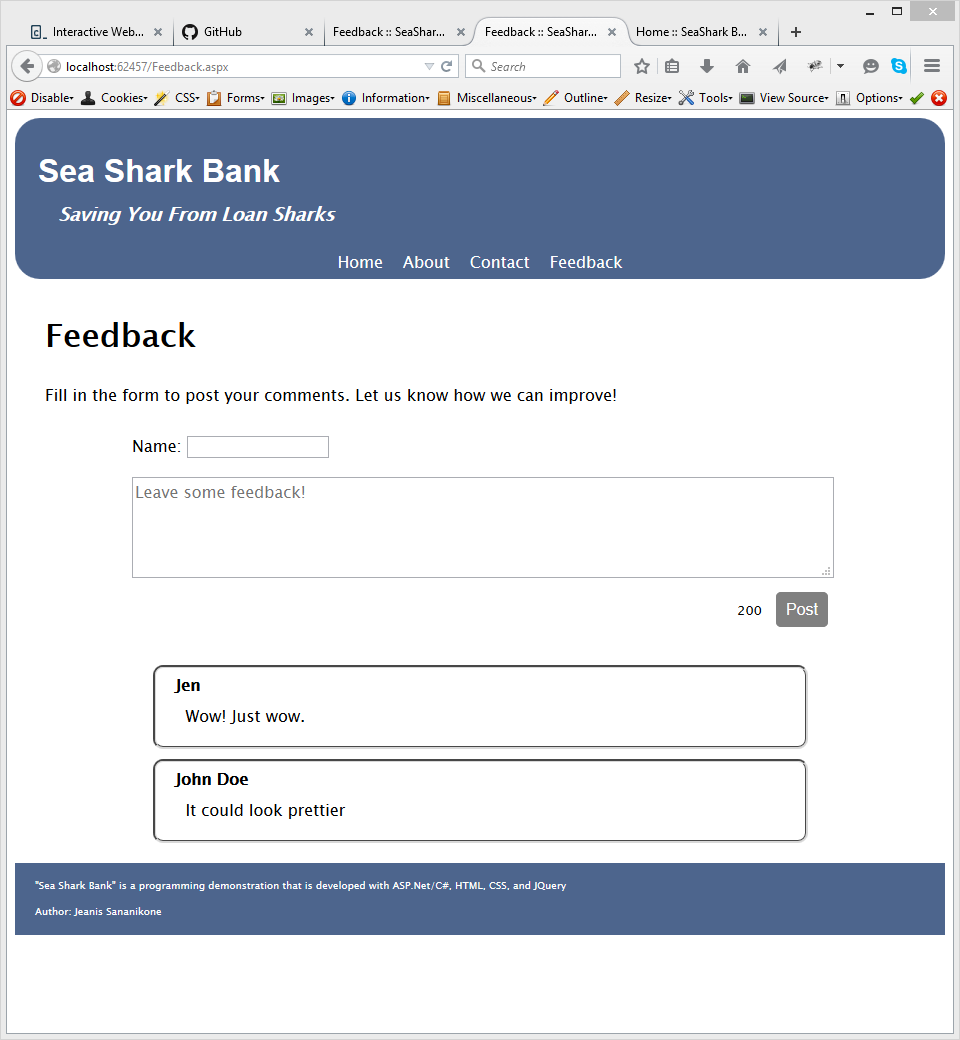 Interactive Web... GitHub Feedback :: SeaShar... Feedback :: SeaShar... Home :: SeaShark B...
localhost:62457/Feedback.aspx Search
Disable Cookies CSS Forms Images Information Miscellaneous Outline Resize Tools View Source Options
Sea Shark Bank
Saving You From Loan Sharks
Home About Contact Feedback
Feedback
Fill in the form to post your comments. Let us know how we can improve!
Name:
Leave some feedback!
200 Post
Jen
Wow! Just wow.
John Doe
It could look prettier
"Sea Shark Bank" is a programming demonstration that is developed with ASP.Net/C#, HTML, CSS, and JQuery
Author: Jeanis Sananikone